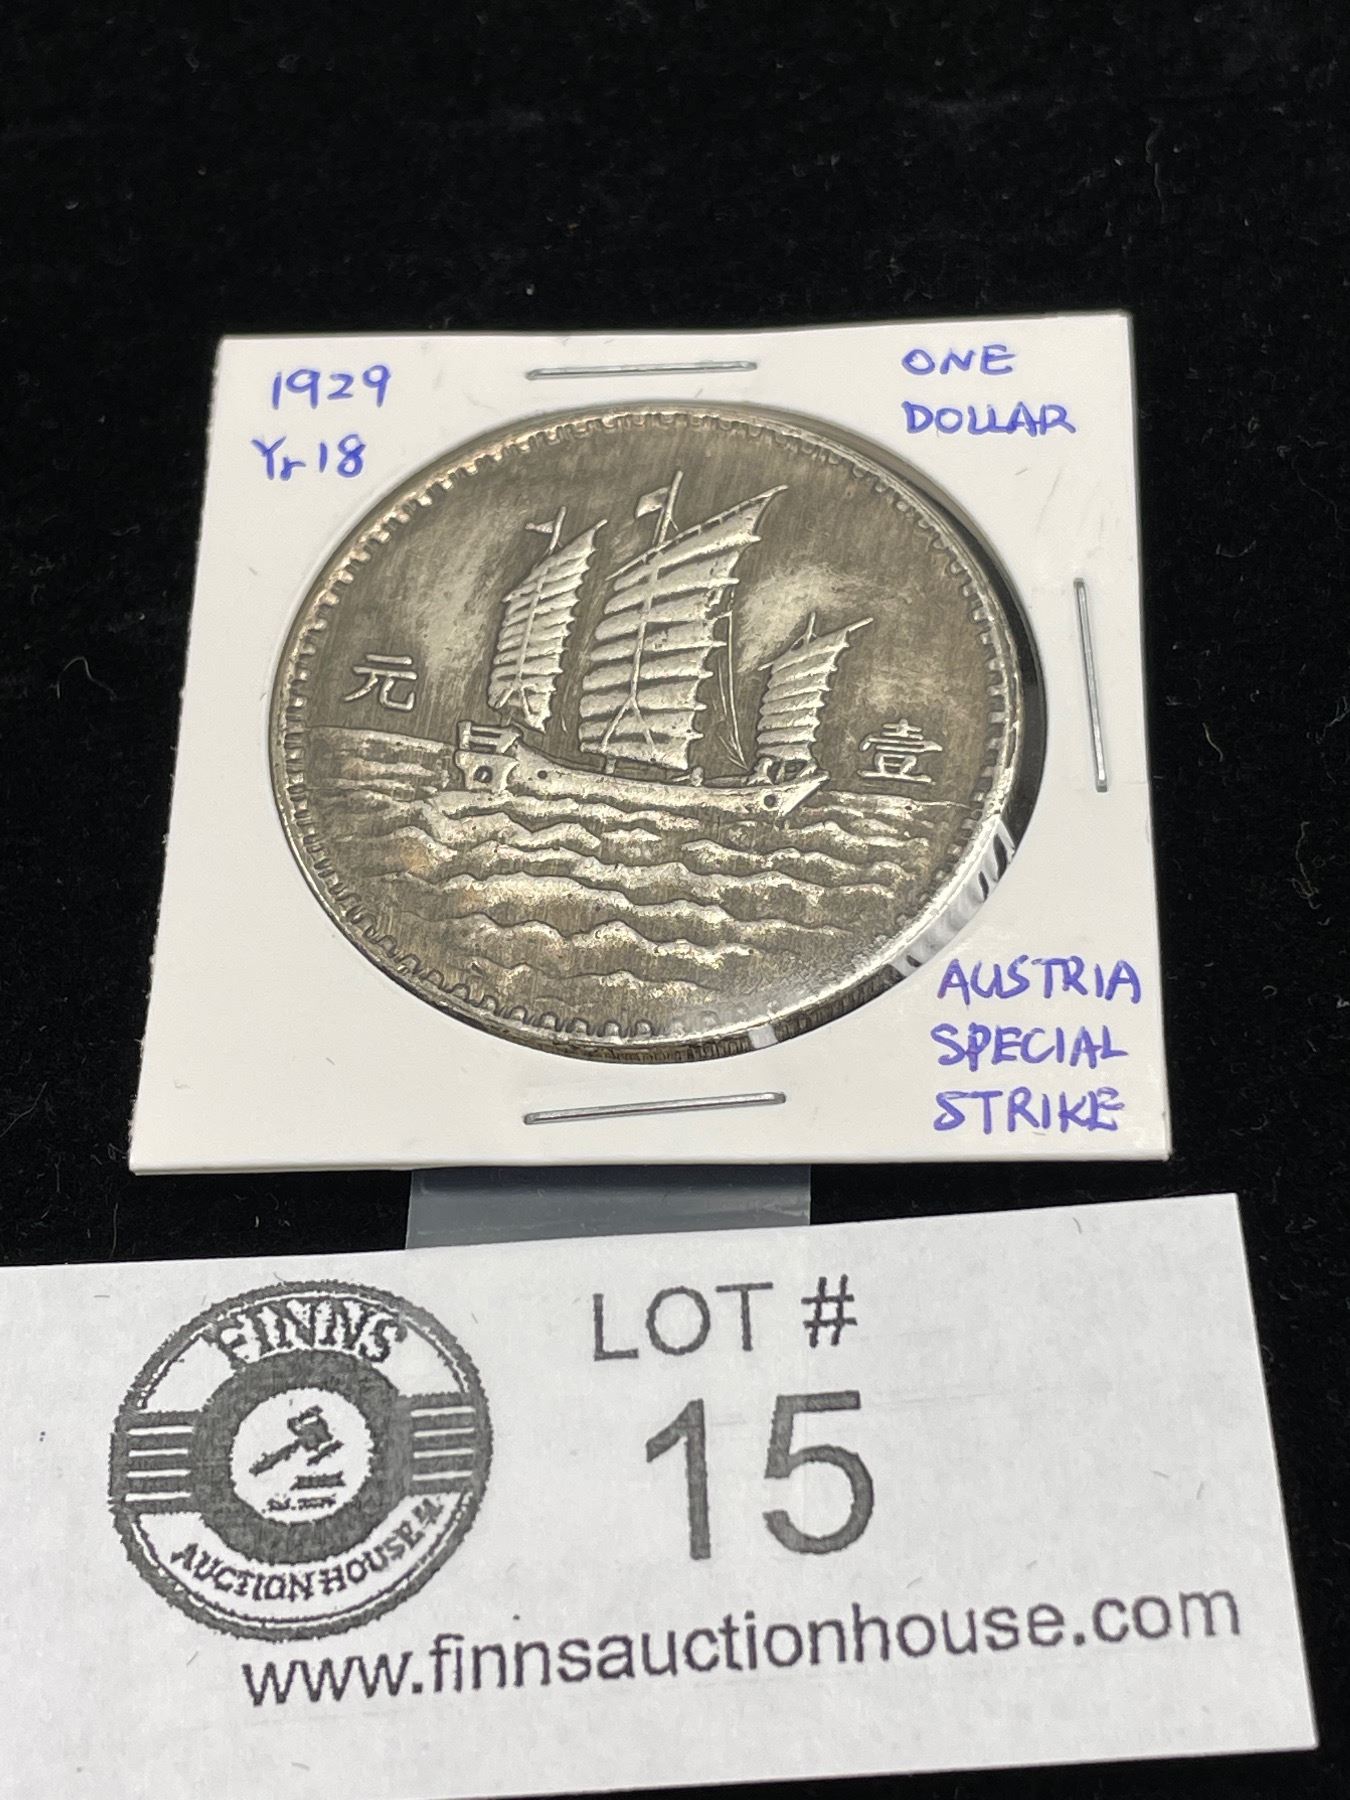 1929
Yr 18
ONE
DOLLAR
元
壹
AUSTRIA
SPECIAL
STRIKE
FINNS
AUCTION HOUSE
LOT #
15
www.finnsauctionhouse.com